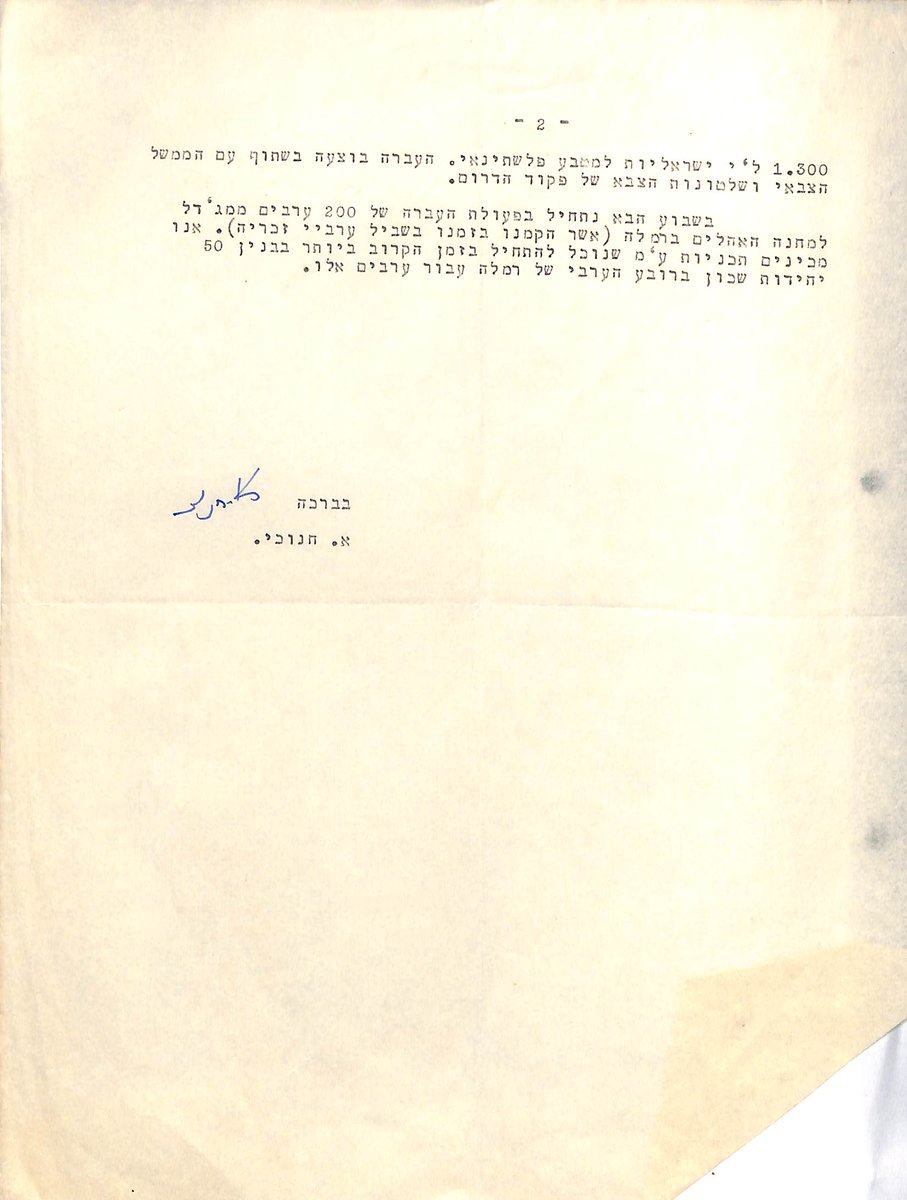 - 2 -
1.300 ל"י ישראליות למטבע פלשתינאי. העברה בוצעה בשתוף עם הממשל
הצבאי ושלטונות הצבא של פקוד הדרום.
בשבוע הבא נתחיל בפעולת העברה של 200 ערבים ממג'דל
למחנה האהלים ברמלה (אשר הקמנו בזמנו בשביל ערביי זכריה). אנו
מכינים תכניות ע"מ שנוכל להתחיל בזמן הקרוב ביותר בבנין 50
יחידות שכון ברובע הערבי של רמלה עבור ערבים אלו.
בברכה
א. חנוכי.